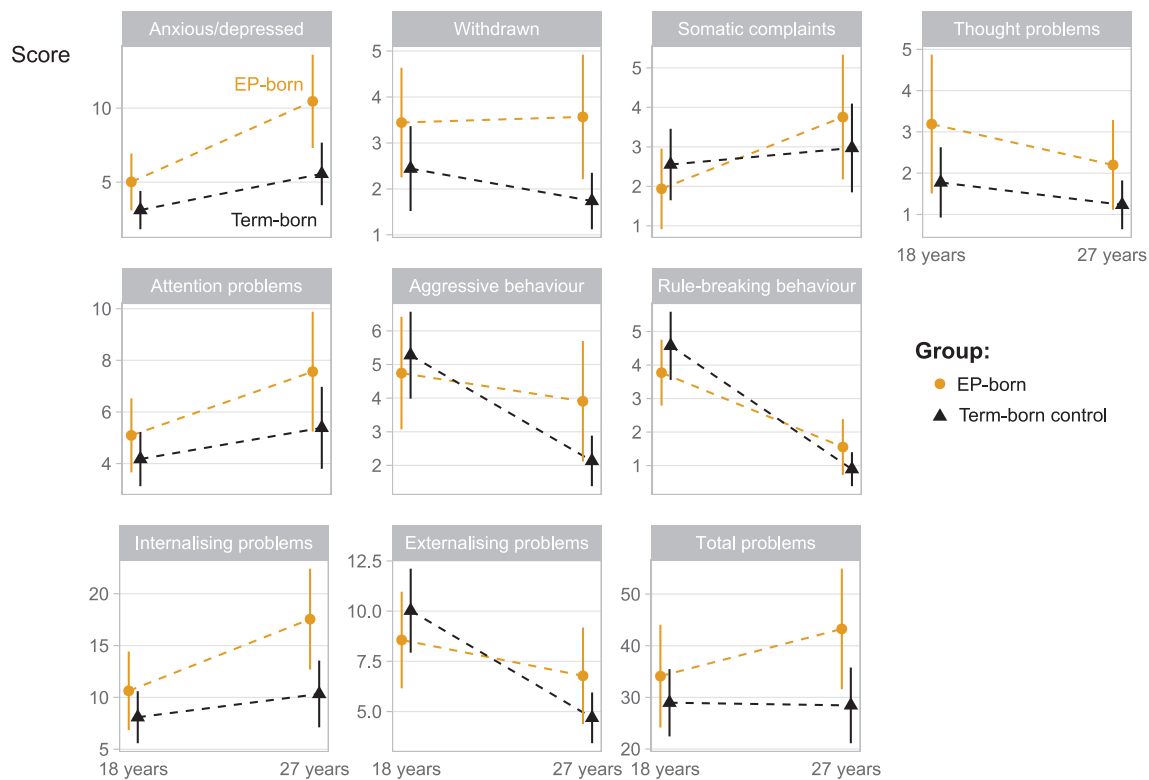 Score
Anxious/depressed
Withdrawn
Somatic complaints
Thought problems
EP-born
Term-born
10
5
5
4
3
2
1
5
4
3
2
1
5
4
3
2
1
18 years
27 years
Attention problems
Aggressive behaviour
Rule-breaking behaviour
10
8
6
4
6
5
4
3
2
5
4
3
2
1
Group:
EP-born
Term-born control
Internalising problems
Externalising problems
Total problems
20
15
10
5
12.5
10.0
7.5
5.0
50
40
30
20
18 years
27 years
18 years
27 years
18 years
27 years